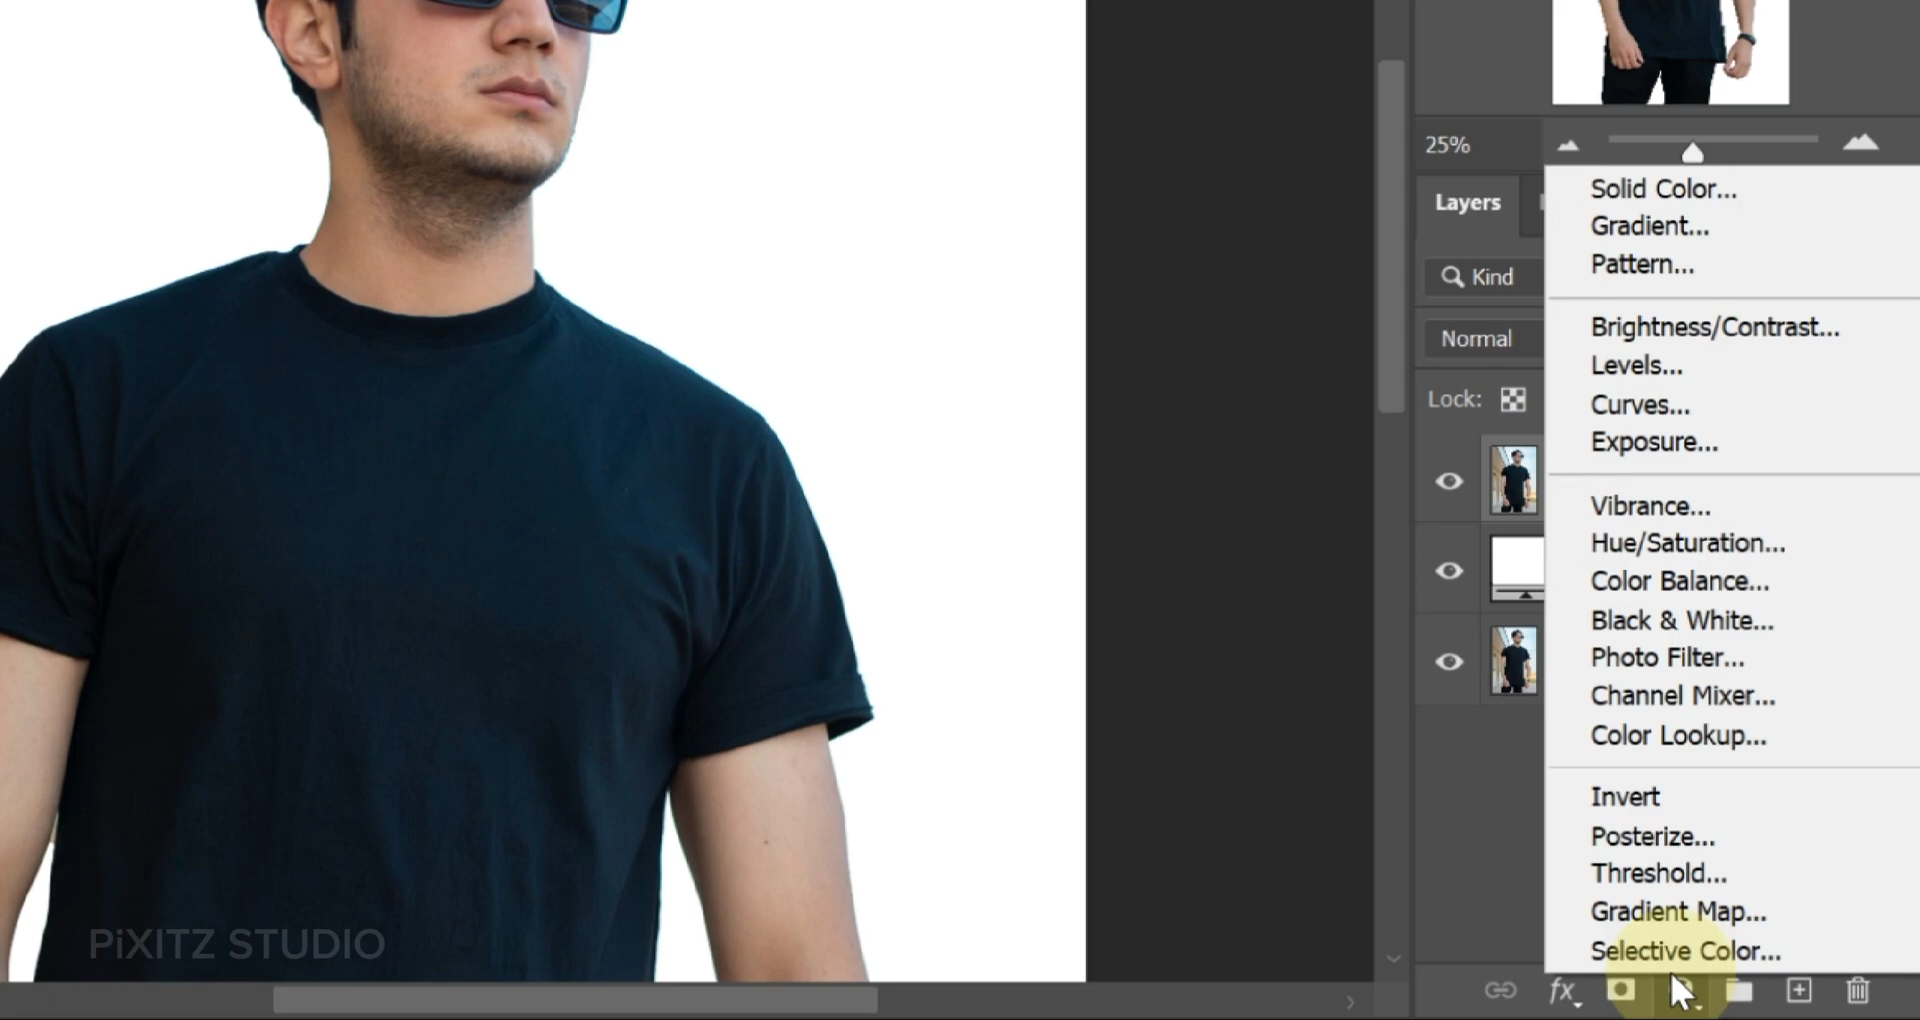 25%
Layers
Kind
Normal
Lock:
Solid Color...
Gradient...
Pattern...
Brightness/Contrast...
Levels...
Curves...
Exposure...
Vibrance...
Hue/Saturation...
Color Balance...
Black & White...
Photo Filter...
Channel Mixer...
Color Lookup...
Invert
Posterize...
Threshold...
Gradient Map...
Selective Color...
fx
PiXITZ STUDIO